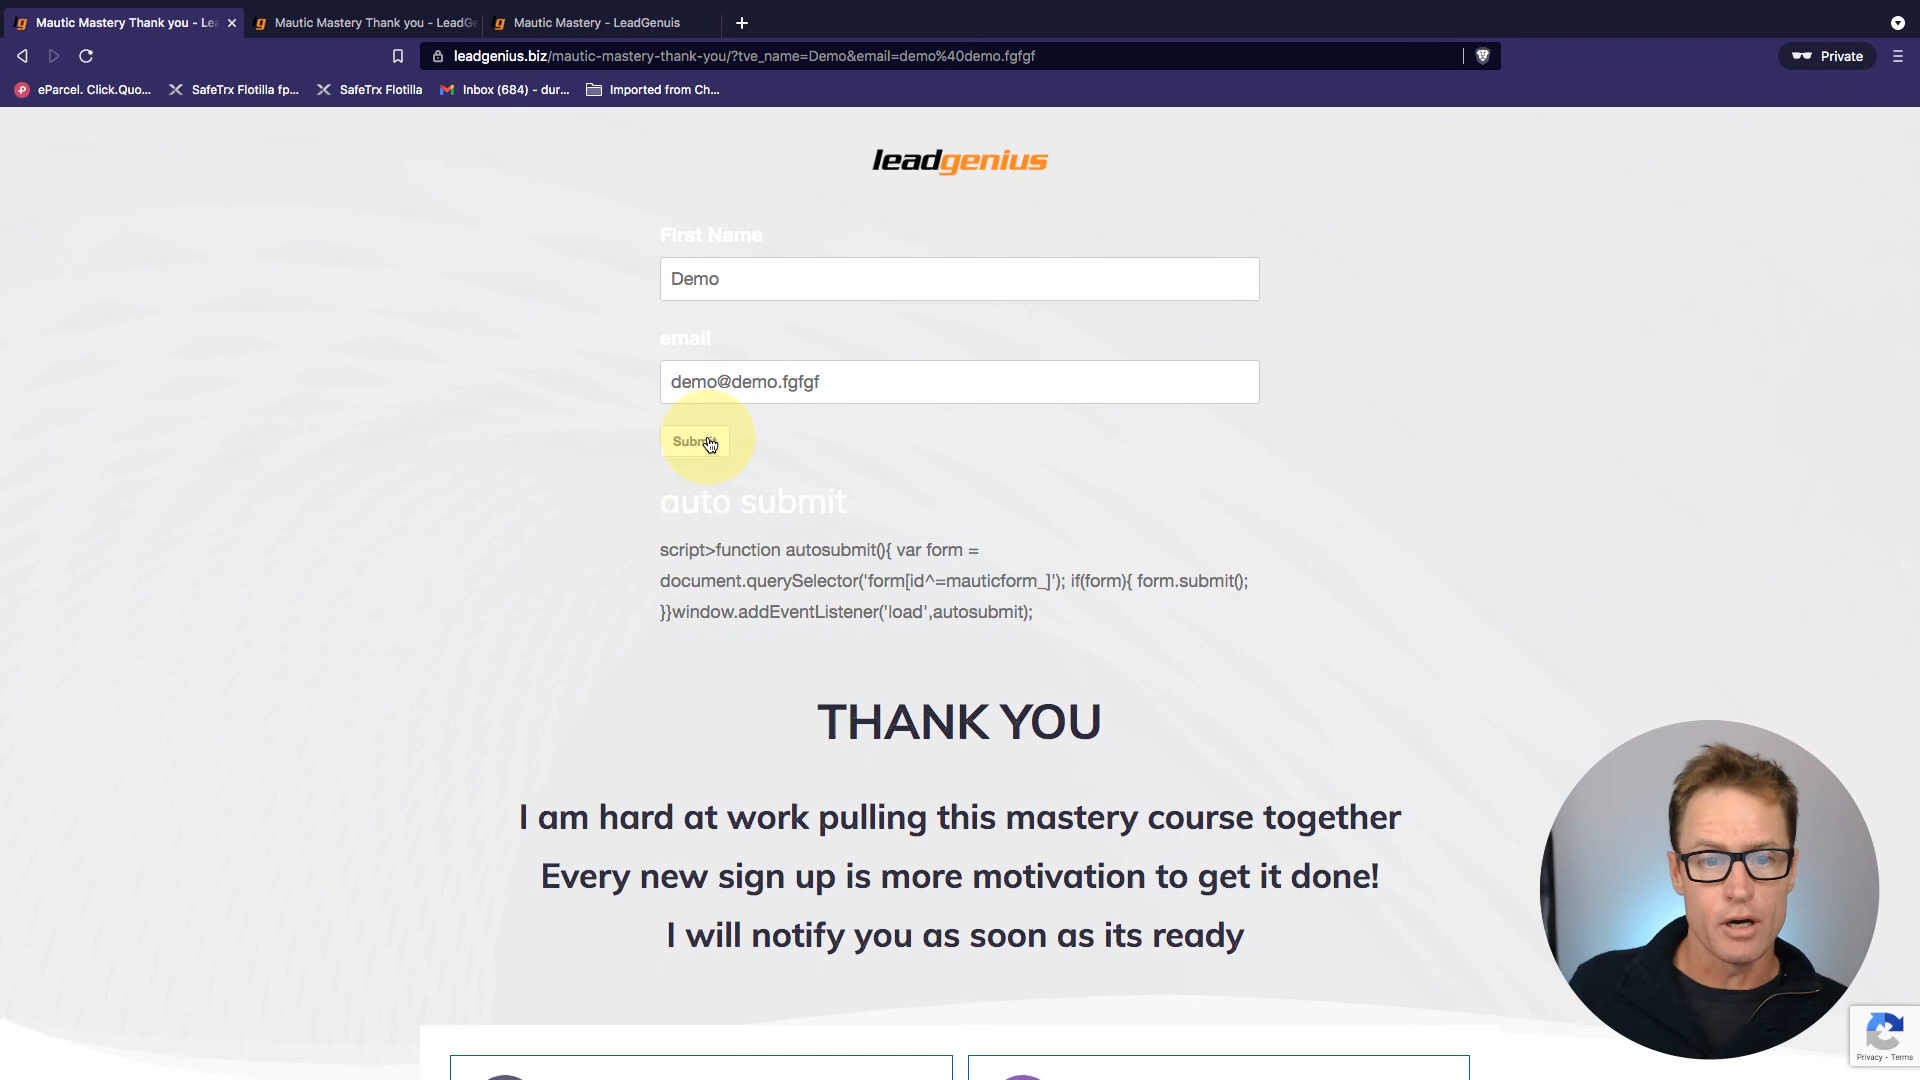 Mautic Mastery Thank you - Lea
Mautic Mastery Thank you - LeadGe
Mautic Mastery - LeadGenuis
leadgenius.biz/mautic-mastery-thank-you/?tve_name=Demo&email=demo%40demo.fgfgf
Private
eParcel. Click.Quo...
SafeTrx Flotilla fp...
SafeTrx Flotilla
Inbox (684) - dur...
Imported from Ch...
leadgenius
First Name
Demo
email
demo@demo.fgfgf
Submit
auto submit
script>function autosubmit(){ var form =
document.querySelector('form[id^=mauticform_]'); if(form){ form.submit();
}}window.addEventListener('load',autosubmit);
THANK YOU
I am hard at work pulling this mastery course together
Every new sign up is more motivation to get it done!
I will notify you as soon as its ready
Privacy - Terms